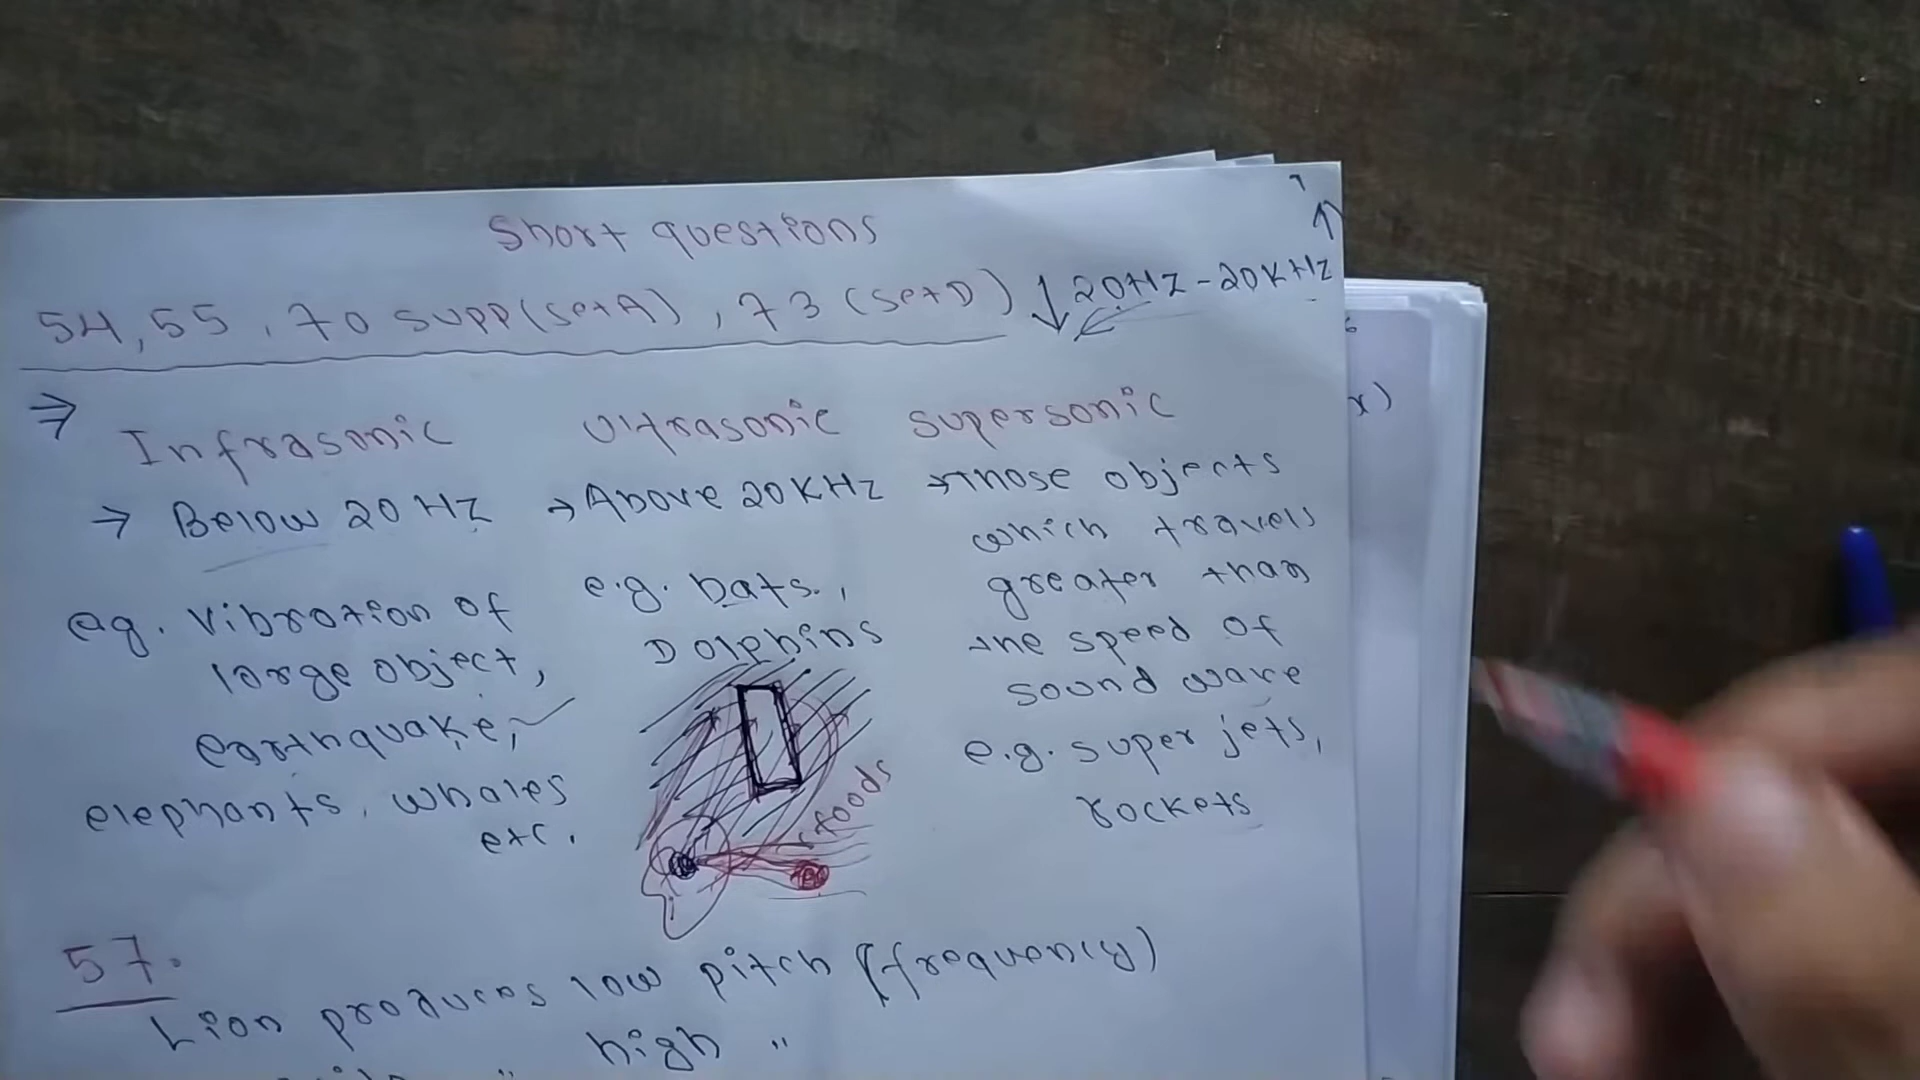 Short questions
54, 55, 70 supp (set A), 73 (set D)
20Hz - 20KHz
⇒ Infrasonic
→ Below 20 Hz
eg. Vibration of
large object,
earthquake,
elephants, whales
etc.
Ultrasonic
→ Above 20KHz
e.g. bats,
Dolphins
foods
supersonic
→ Those objects
which travels
greater than
the speed of
sound wave
e.g. super jets,
rockets
x)
57.
Lion produces low pitch (frequency)
high "